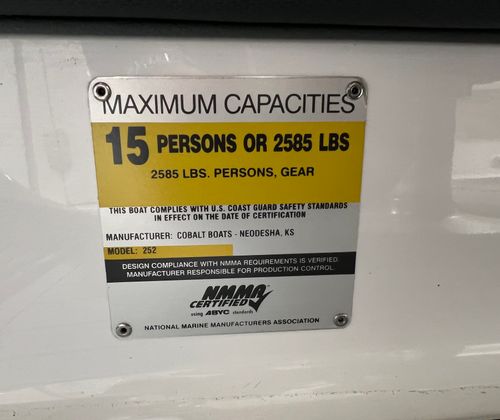 MAXIMUM CAPACITIES
15 PERSONS OR 2585 LBS
2585 LBS. PERSONS, GEAR
THIS BOAT COMPLIES WITH U.S. COAST GUARD SAFETY STANDARDS
IN EFFECT ON THE DATE OF CERTIFICATION
MANUFACTURER: COBALT BOATS - NEODESHA, KS
MODEL: 252
DESIGN COMPLIANCE WITH NMMA REQUIREMENTS IS VERIFIED.
MANUFACTURER RESPONSIBLE FOR PRODUCTION CONTROL.
NMMA
CERTIFIED
using ABYC standards
NATIONAL MARINE MANUFACTURERS ASSOCIATION